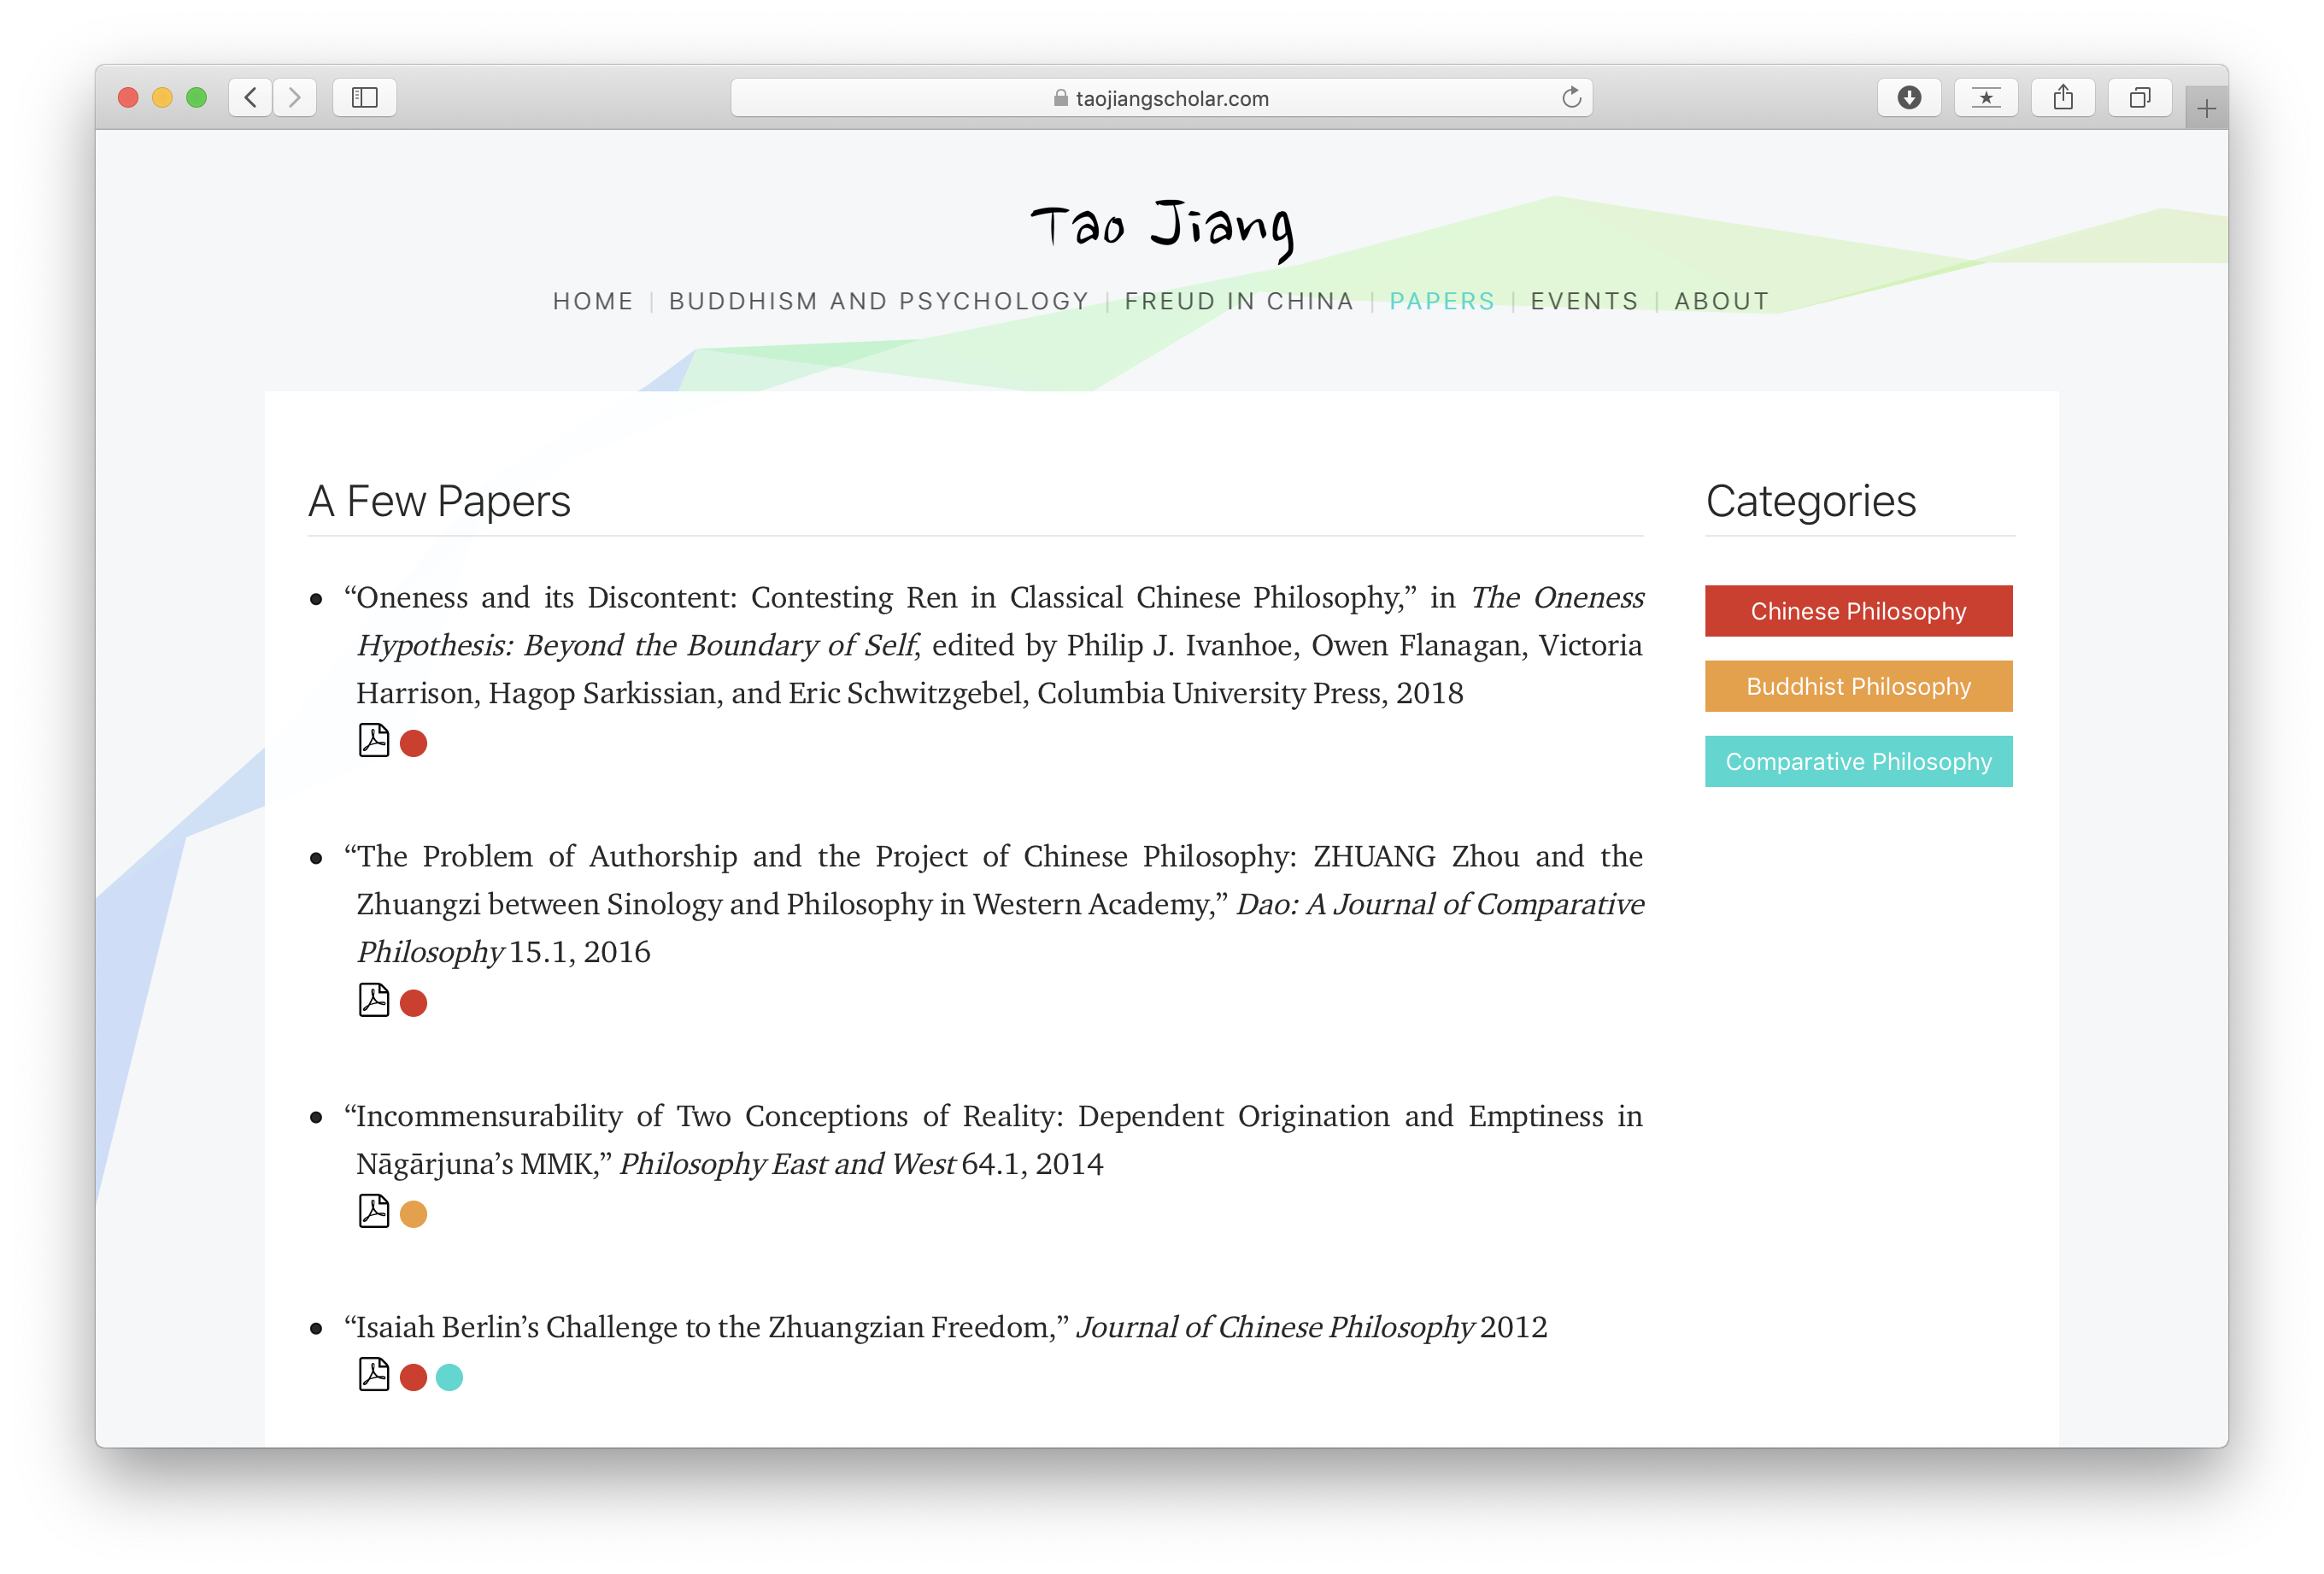 taojiangscholar.com
Tao Jiang
HOME | BUDDHISM AND PSYCHOLOGY | FREUD IN CHINA | PAPERS | EVENTS | ABOUT
A Few Papers
“Oneness and its Discontent: Contesting Ren in Classical Chinese Philosophy,” in The Oneness
Hypothesis: Beyond the Boundary of Self, edited by Philip J. Ivanhoe, Owen Flanagan, Victoria
Harrison, Hagop Sarkissian, and Eric Schwitzgebel, Columbia University Press, 2018
“The Problem of Authorship and the Project of Chinese Philosophy: ZHUANG Zhou and the
Zhuangzi between Sinology and Philosophy in Western Academy,” Dao: A Journal of Comparative
Philosophy 15.1, 2016
“Incommensurability of Two Conceptions of Reality: Dependent Origination and Emptiness in
Nāgārjuna’s MMK,” Philosophy East and West 64.1, 2014
“Isaiah Berlin’s Challenge to the Zhuangzian Freedom,” Journal of Chinese Philosophy 2012
Categories
Chinese Philosophy
Buddhist Philosophy
Comparative Philosophy